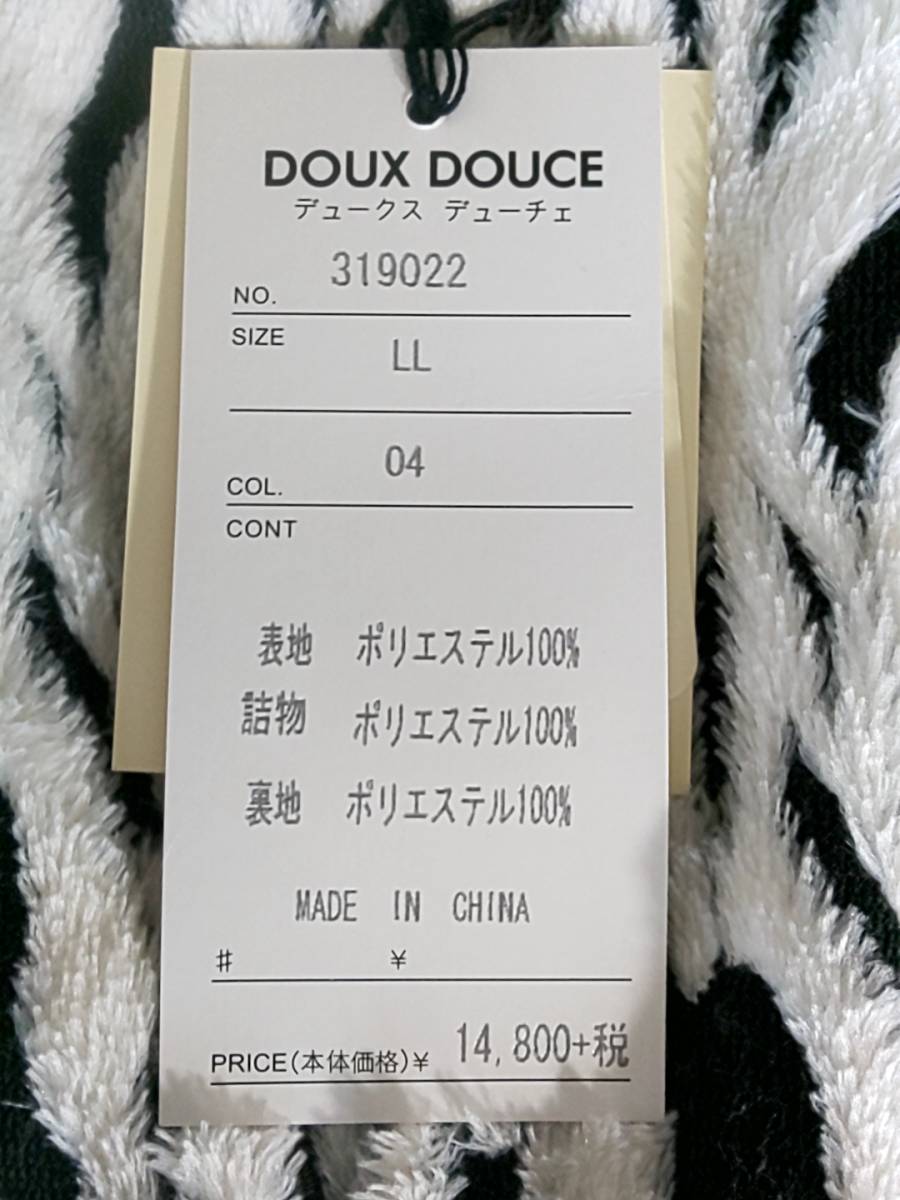 DOUX DOUCE
デュークス デューチェ
NO. 319022
SIZE LL
COL. 04
CONT
表地 ポリエステル100%
詰物 ポリエステル100%
裏地 ポリエステル100%
MADE IN CHINA
# ¥
PRICE(本体価格)¥ 14,800+税